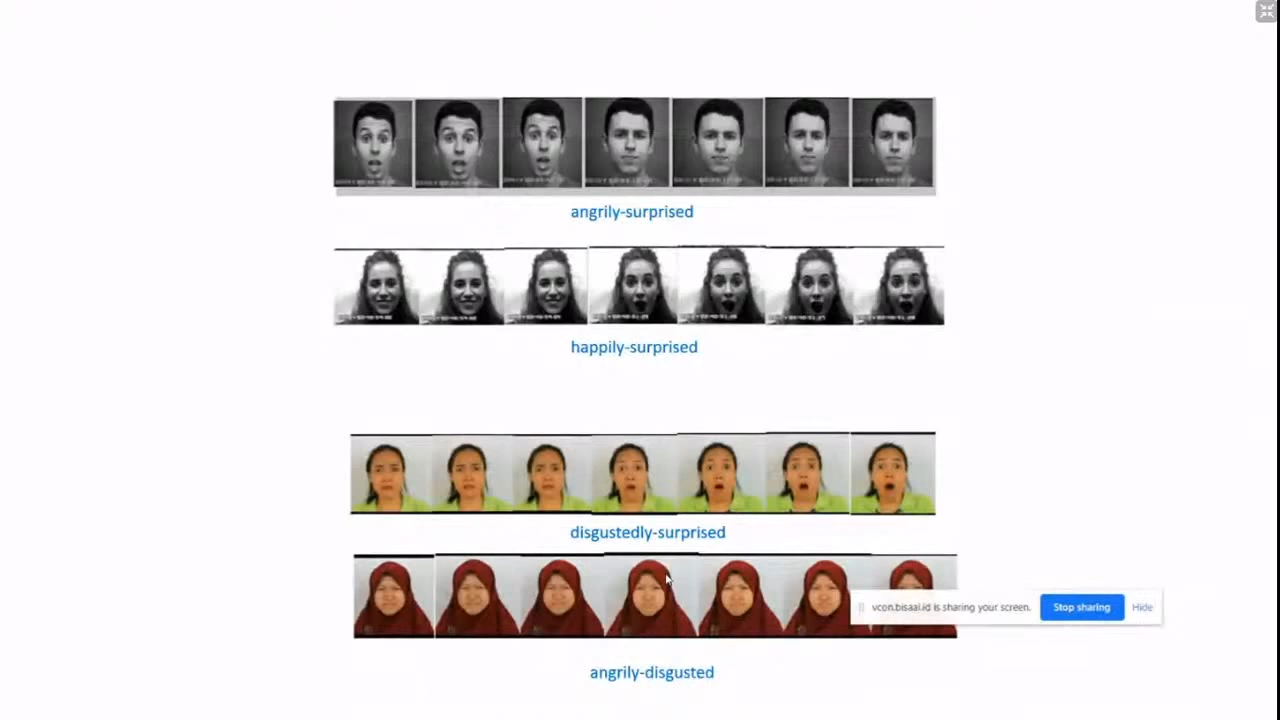 angrily-surprised
happily-surprised
disgustedly-surprised
vcon.bisaai.id is sharing your screen.
Stop sharing
Hide
angrily-disgusted